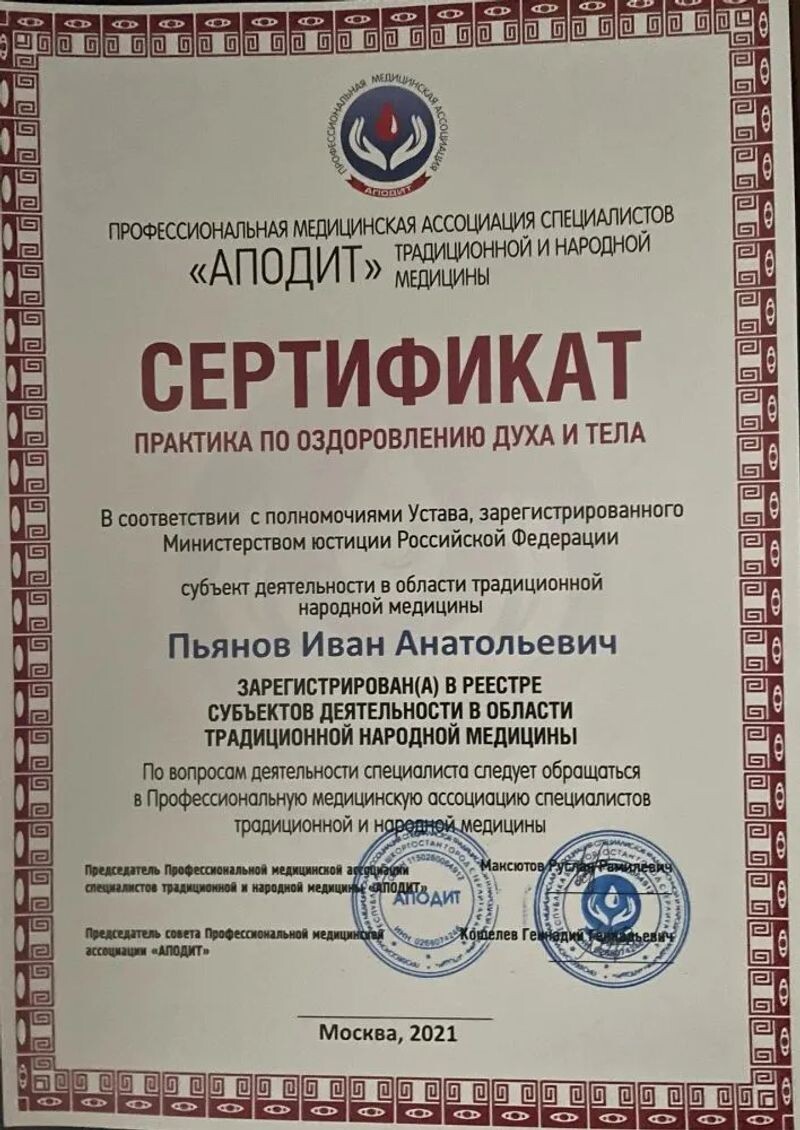 ПРОФЕССИОНАЛЬНАЯ МЕДИЦИНСКАЯ АССОЦИАЦИЯ
АПОДИТ
ПРОФЕССИОНАЛЬНАЯ МЕДИЦИНСКАЯ АССОЦИАЦИЯ СПЕЦИАЛИСТОВ
«АПОДИТ» ТРАДИЦИОННОЙ И НАРОДНОЙ
МЕДИЦИНЫ
СЕРТИФИКАТ
ПРАКТИКА ПО ОЗДОРОВЛЕНИЮ ДУХА И ТЕЛА
В соответствии с полномочиями Устава, зарегистрированного
Министерством юстиции Российской Федерации
субъект деятельности в области традиционной
народной медицины
Пьянов Иван Анатольевич
ЗАРЕГИСТРИРОВАН(А) В РЕЕСТРЕ
СУБЪЕКТОВ ДЕЯТЕЛЬНОСТИ В ОБЛАСТИ
ТРАДИЦИОННОЙ НАРОДНОЙ МЕДИЦИНЫ
По вопросам деятельности специалиста следует обращаться
в Профессиональную медицинскую ассоциацию специалистов
традиционной и народной медицины
Председатель Профессиональной медицинской ассоциации
специалистов традиционной и народной медицины «АПОДИТ»
Максютов Руслан Рамилевич
АПОДИТ
Председатель совета Профессиональной медицинской
ассоциации «АПОДИТ»
Кошелев Геннадий Геннадьевич
Москва, 2021